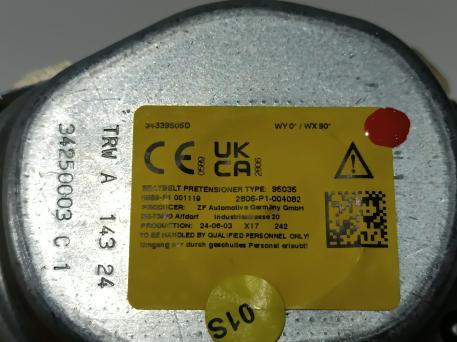 34339505D
WY 0° / WX 90°
CE 0589
UK CA 2806
SEATBELT PRETENSIONER TYPE: 95035
0589-P1 001119 2806-P1-004082
PRODUCER: ZF Automotive Germany GmbH
Alfdorf Industriestrasse 20
PRODUCTION: 24-06-03 X17 242
TO BE HANDLED BY QUALIFIED PERSONNEL ONLY!
Umgang nur durch geschultes Personal erlaubt!
01S
TRW A 143 24
34250003 C 1